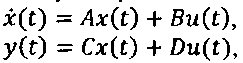 ẋ(t) = Ax(t) + Bu(t),
y(t) = Cx(t) + Du(t),